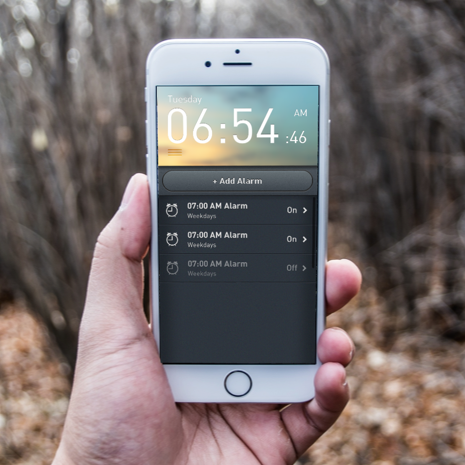 Tuesday
06:54 AM :46
+ Add Alarm
07:00 AM Alarm
Weekdays
On
07:00 AM Alarm
Weekdays
On
07:00 AM Alarm
Weekdays
Off